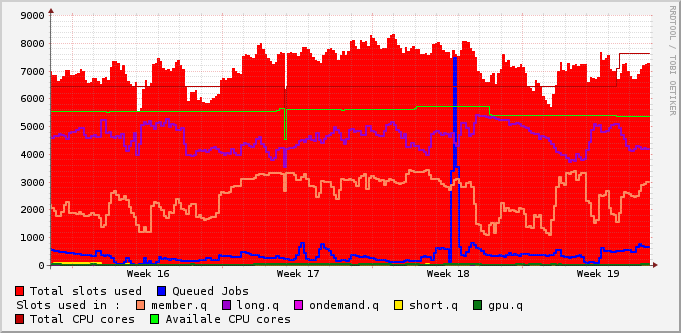 RRDTOOL / TOBI OETIKER
9000
8000
7000
6000
5000
4000
3000
2000
1000
0
Week 16 Week 17 Week 18 Week 19
Total slots used Queued Jobs
Slots used in : member.q long.q ondemand.q short.q gpu.q
Total CPU cores Availale CPU cores